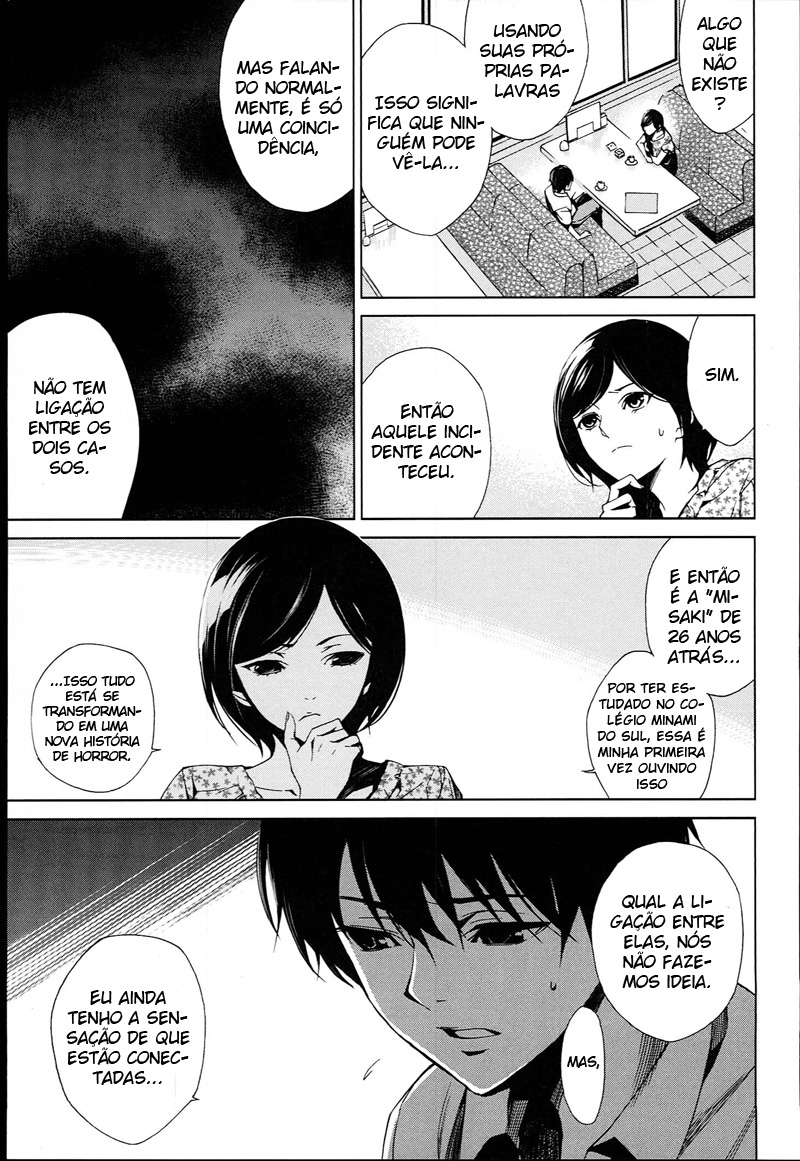 ALGO
QUE
NÃO
EXISTE
?
USANDO
SUAS PRÓ-
PRIAS PA-
LAVRAS
ISSO SIGNI-
FICA QUE NIN-
GUÉM PODE
VÊ-LA...
SIM.
ENTÃO
AQUELE INCI-
DENTE ACON-
TECEU.
MAS FALAN-
DO NORMAL-
MENTE, É SÓ
UMA COINCI-
DÊNCIA,
NÃO TEM
LIGAÇÃO
ENTRE OS
DOIS CA-
SOS.
E ENTÃO
É A "MI-
SAKI" DE
26 ANOS
ATRÁS...
POR TER ES-
TUDADO NO CO-
LÉGIO MINAMI
DO SUL, ESSA É
MINHA PRIMEIRA
VEZ OUVINDO
ISSO
...ISSO TUDO
ESTÁ SE
TRANSFORMAN-
DO EM UMA
NOVA HISTÓRIA
DE HORROR.
QUAL A LI-
GAÇÃO ENTRE
ELAS, NÓS
NÃO FAZE-
MOS IDEIA.
MAS,
EU AINDA
TENHO A SEN-
SAÇÃO DE QUE
ESTÃO CONEC-
TADAS...